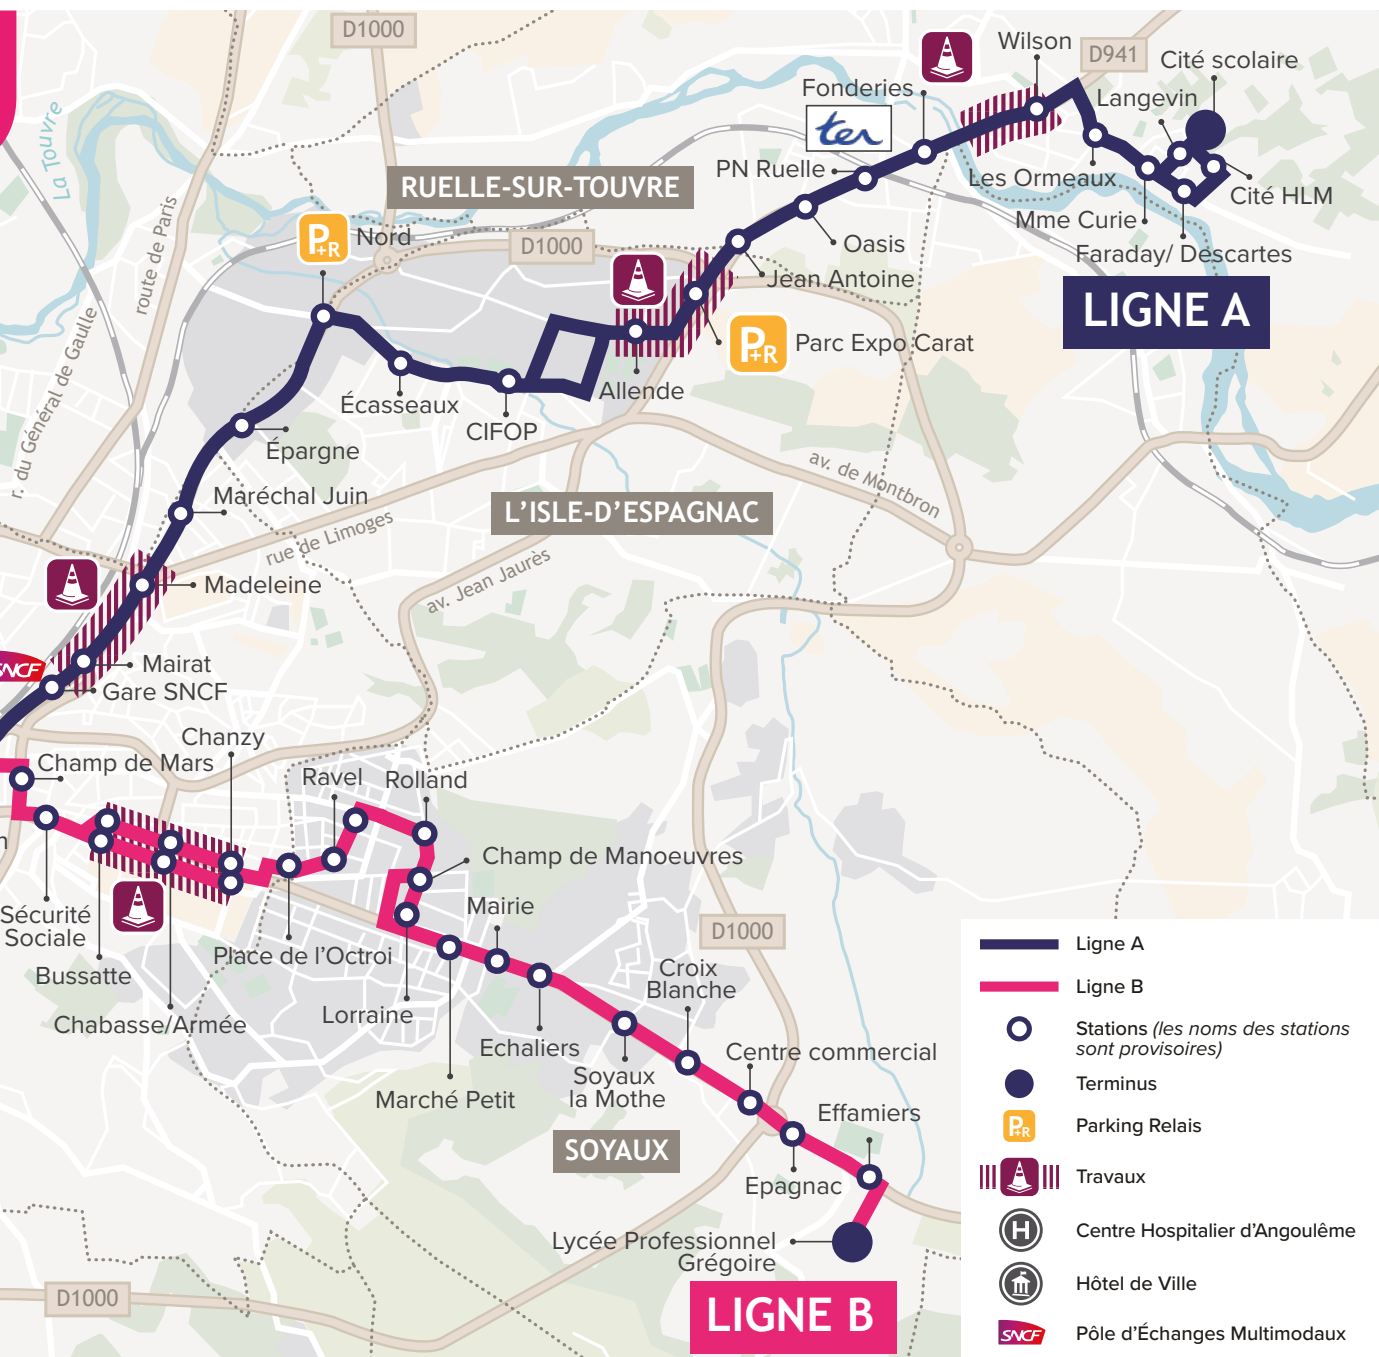 D1000
Wilson
D941
Cité scolaire
Fonderies
Langevin
ter
La Touvre
PN Ruelle
RUELLE-SUR-TOUVRE
Les Ormeaux
Cité HLM
route de Paris
Mme Curie
P+R
Nord
D1000
Oasis
Faraday/ Descartes
Jean Antoine
LIGNE A
r. du Général de Gaulle
P+R
Parc Expo Carat
Allende
Écasseaux
CIFOP
Épargne
av. de Montbron
Maréchal Juin
L'ISLE-D'ESPAGNAC
rue de Limoges
av. Jean Jaurès
Madeleine
SNCF
Mairat
Gare SNCF
Chanzy
Champ de Mars
Ravel
Rolland
n
Champ de Manoeuvres
Sécurité
Sociale
Mairie
D1000
Bussatte
Place de l'Octroi
Croix
Blanche
Chabasse/Armée
Lorraine
Echaliers
Centre commercial
Soyaux
la Mothe
Marché Petit
Effamiers
SOYAUX
Epagnac
Lycée Professionnel
Grégoire
D1000
LIGNE B
Ligne A
Ligne B
Stations (les noms des stations
sont provisoires)
Terminus
P+R
Parking Relais
Travaux
H
Centre Hospitalier d'Angoulême
Hôtel de Ville
SNCF
Pôle d'Échanges Multimodaux